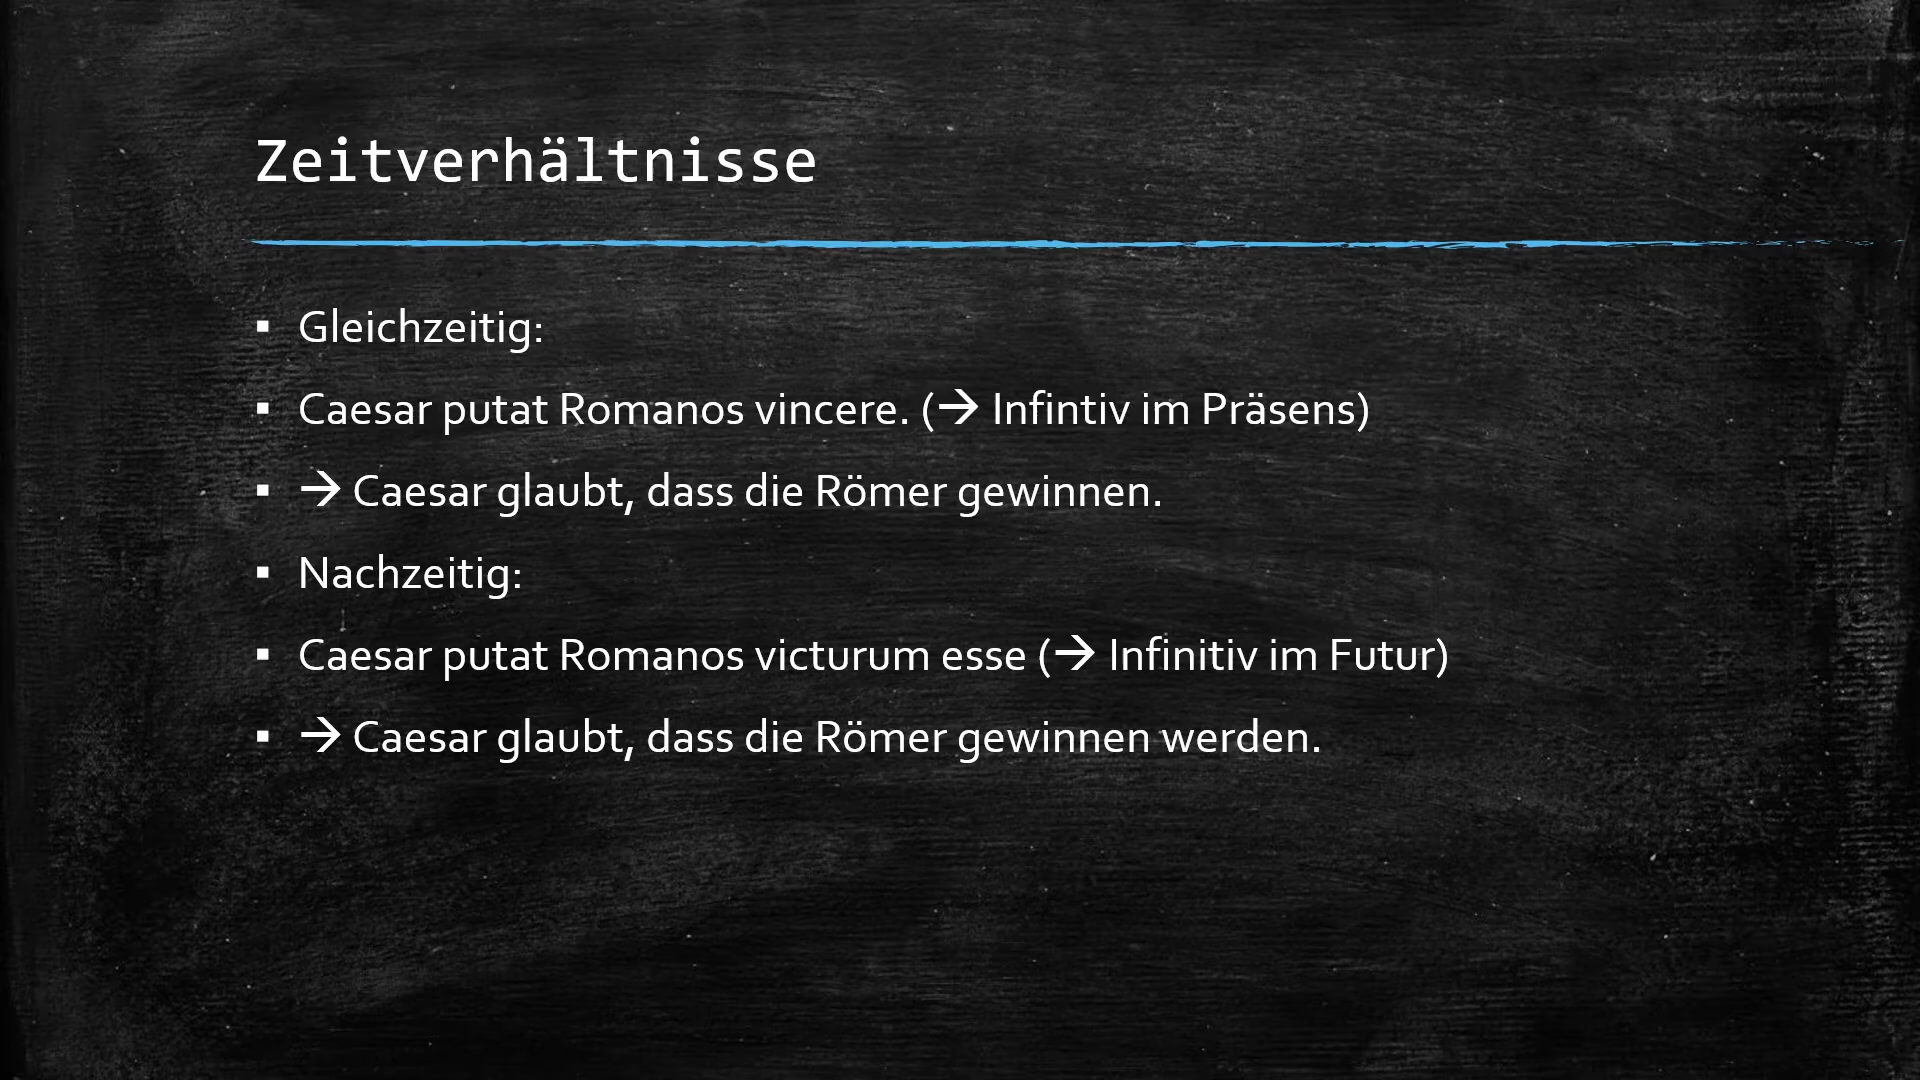 Zeitverhältnisse
▪ Gleichzeitig:
▪ Caesar putat Romanos vincere. (→ Infintiv im Präsens)
▪ → Caesar glaubt, dass die Römer gewinnen.
▪ Nachzeitig:
▪ Caesar putat Romanos victurum esse (→ Infinitiv im Futur)
▪ → Caesar glaubt, dass die Römer gewinnen werden.